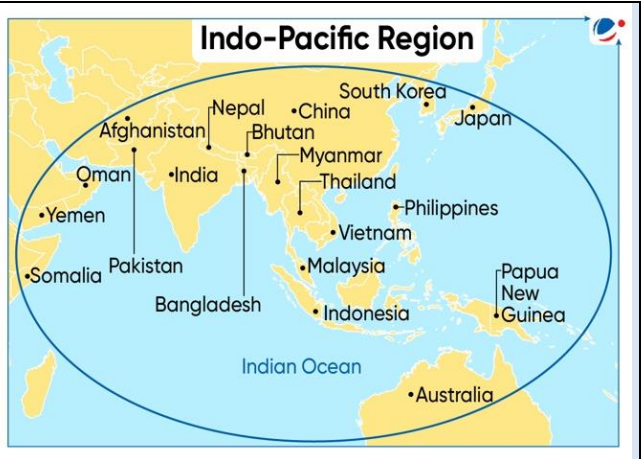 Indo-Pacific Region
South Korea
Nepal
China
Japan
Afghanistan
Bhutan
Myanmar
Oman
India
Thailand
Yemen
Philippines
Vietnam
Somalia
Pakistan
Malaysia
Papua
New
Guinea
Bangladesh
Indonesia
Indian Ocean
Australia